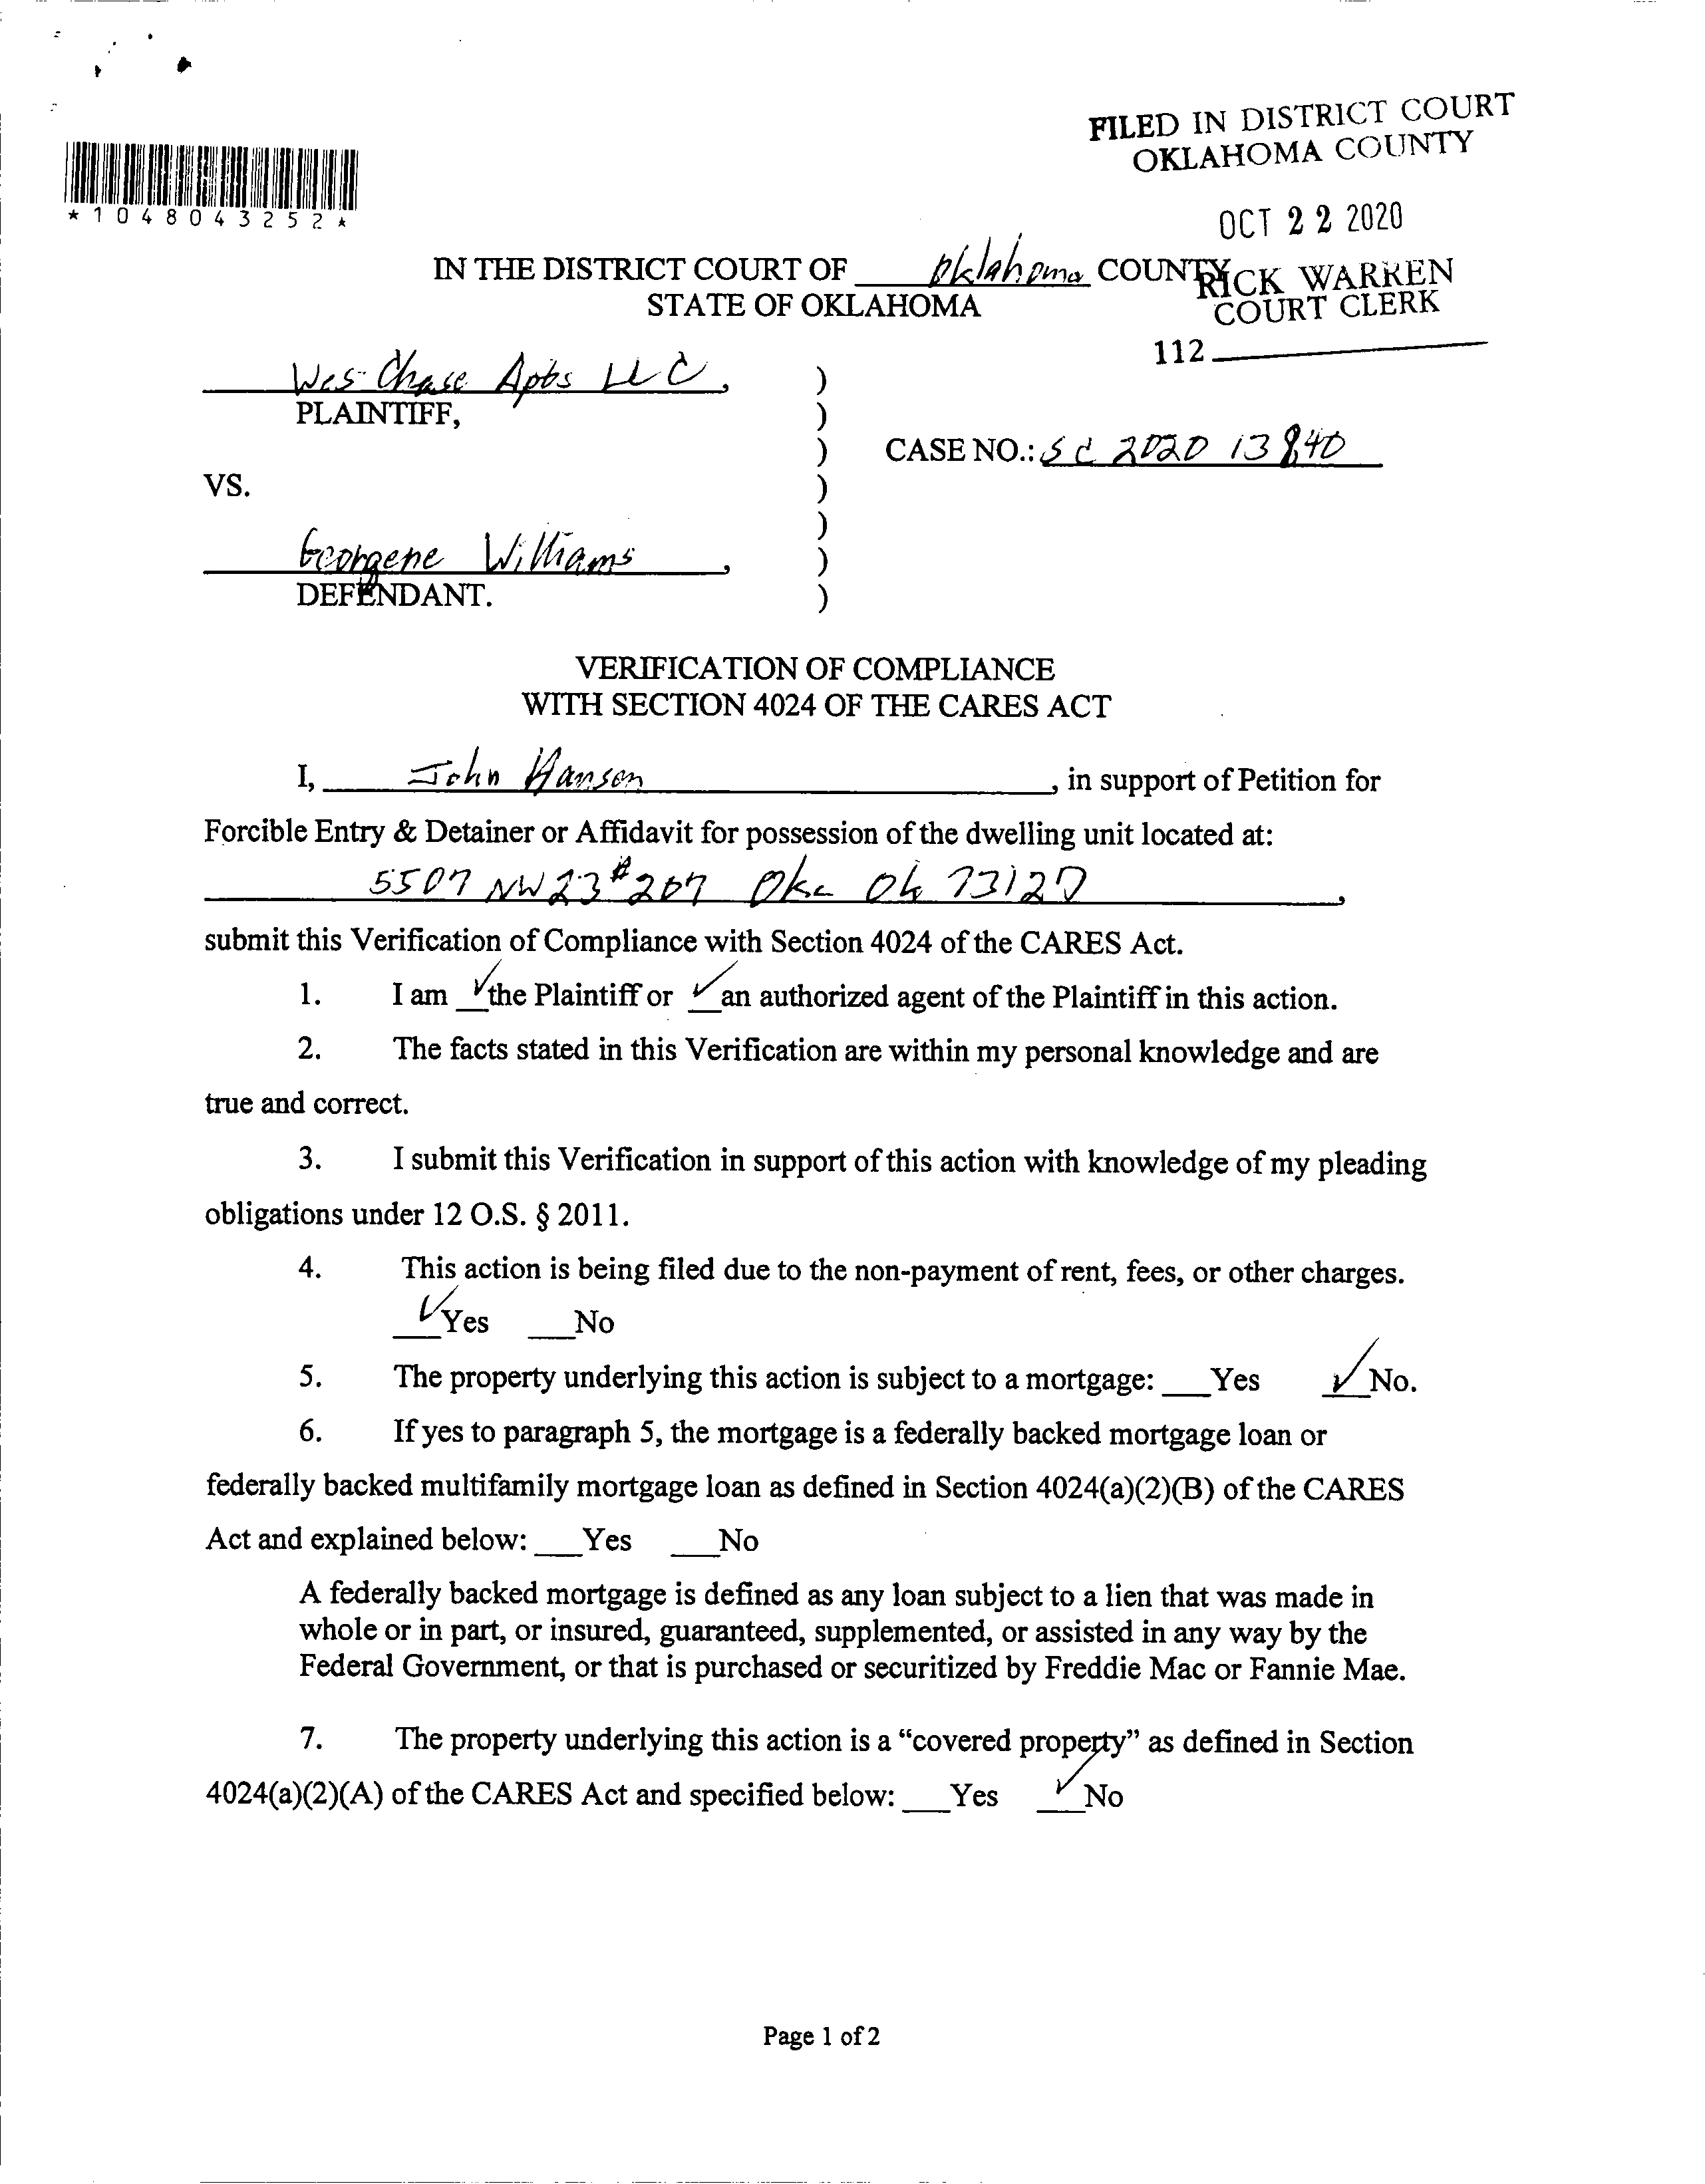 FILED IN DISTRICT COURT
OKLAHOMA COUNTY
*1048043252*
OCT 22 2020
IN THE DISTRICT COURT OF Oklahoma COUNTY
RICK WARREN
STATE OF OKLAHOMA
COURT CLERK
112
Wes Chase Apts LLC,
PLAINTIFF,
CASE NO.: SC 2020 13840
VS.
Georgene Williams,
DEFENDANT.
)
)
)
)
)
)
)
VERIFICATION OF COMPLIANCE
WITH SECTION 4024 OF THE CARES ACT
I, John Hanson, in support of Petition for
Forcible Entry & Detainer or Affidavit for possession of the dwelling unit located at:
5507 NW 23 #207 Okc Ok 73127,
submit this Verification of Compliance with Section 4024 of the CARES Act.
1. I am ✓the Plaintiff or ✓an authorized agent of the Plaintiff in this action.
2. The facts stated in this Verification are within my personal knowledge and are
true and correct.
3. I submit this Verification in support of this action with knowledge of my pleading
obligations under 12 O.S. § 2011.
4. This action is being filed due to the non-payment of rent, fees, or other charges.
✓Yes ___No
5. The property underlying this action is subject to a mortgage: ___Yes ✓No.
6. If yes to paragraph 5, the mortgage is a federally backed mortgage loan or
federally backed multifamily mortgage loan as defined in Section 4024(a)(2)(B) of the CARES
Act and explained below: ___Yes ___No
A federally backed mortgage is defined as any loan subject to a lien that was made in
whole or in part, or insured, guaranteed, supplemented, or assisted in any way by the
Federal Government, or that is purchased or securitized by Freddie Mac or Fannie Mae.
7. The property underlying this action is a “covered property” as defined in Section
4024(a)(2)(A) of the CARES Act and specified below: ___Yes ✓No
Page 1 of 2